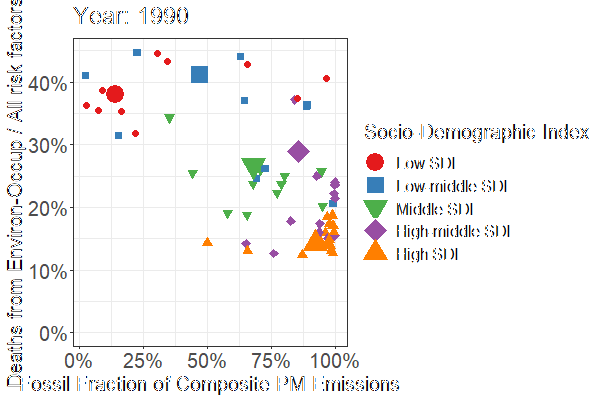 Year: 1990
Deaths from Environ-Occup / All risk factors
40%
30%
20%
10%
0%
0%
25%
50%
75%
100%
Fossil Fraction of Composite PM Emissions
Socio-Demographic Index
Low SDI
Low-middle SDI
Middle SDI
High-middle SDI
High SDI